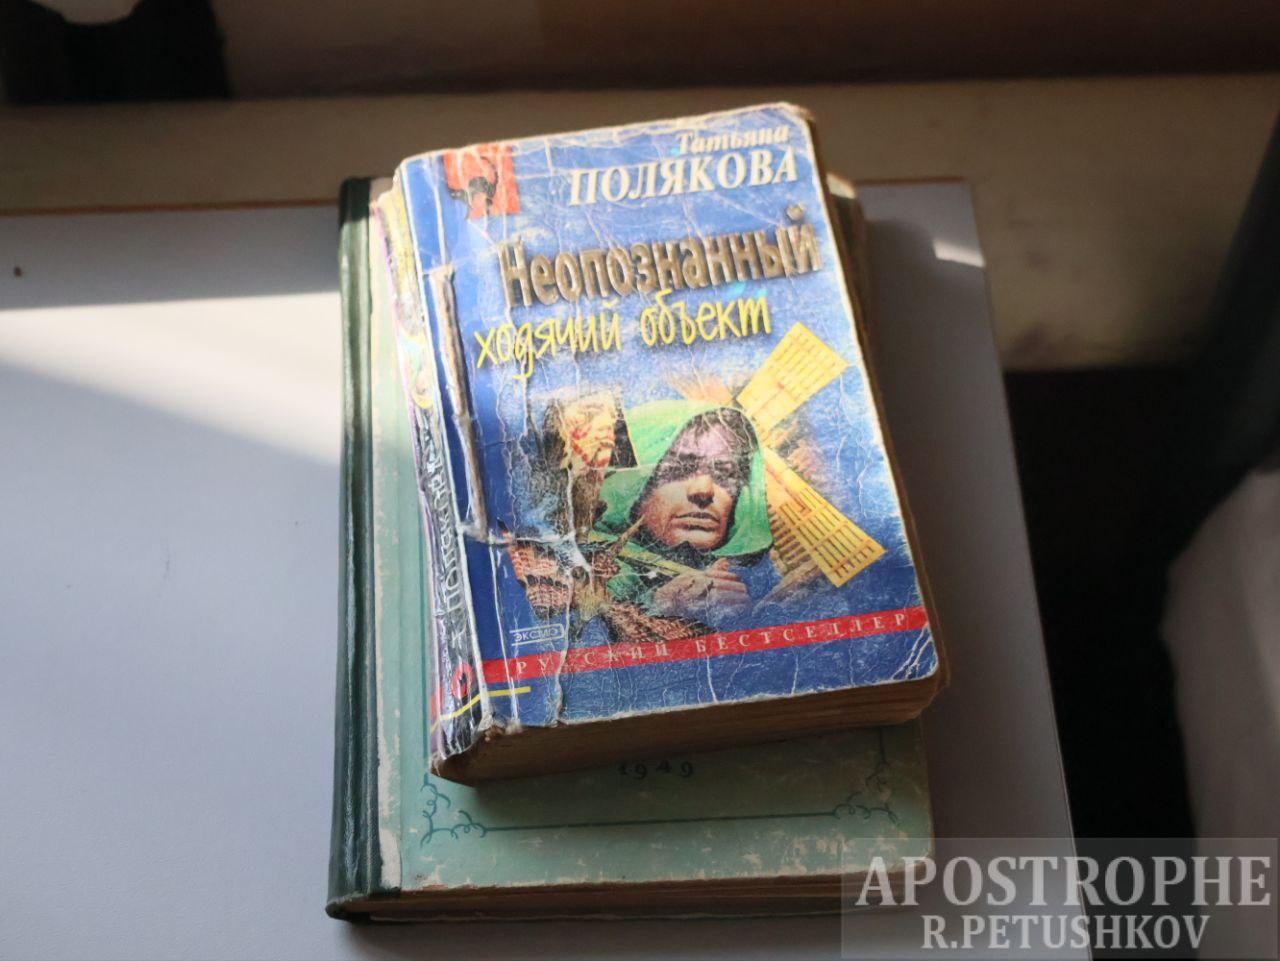 Татьяна
ПОЛЯКОВА
Неопознанный
ходячий объект
ЭКСМО
РУССКИЙ БЕСТСЕЛЛЕР
1949
APOSTROPHE
R.PETUSHKOV